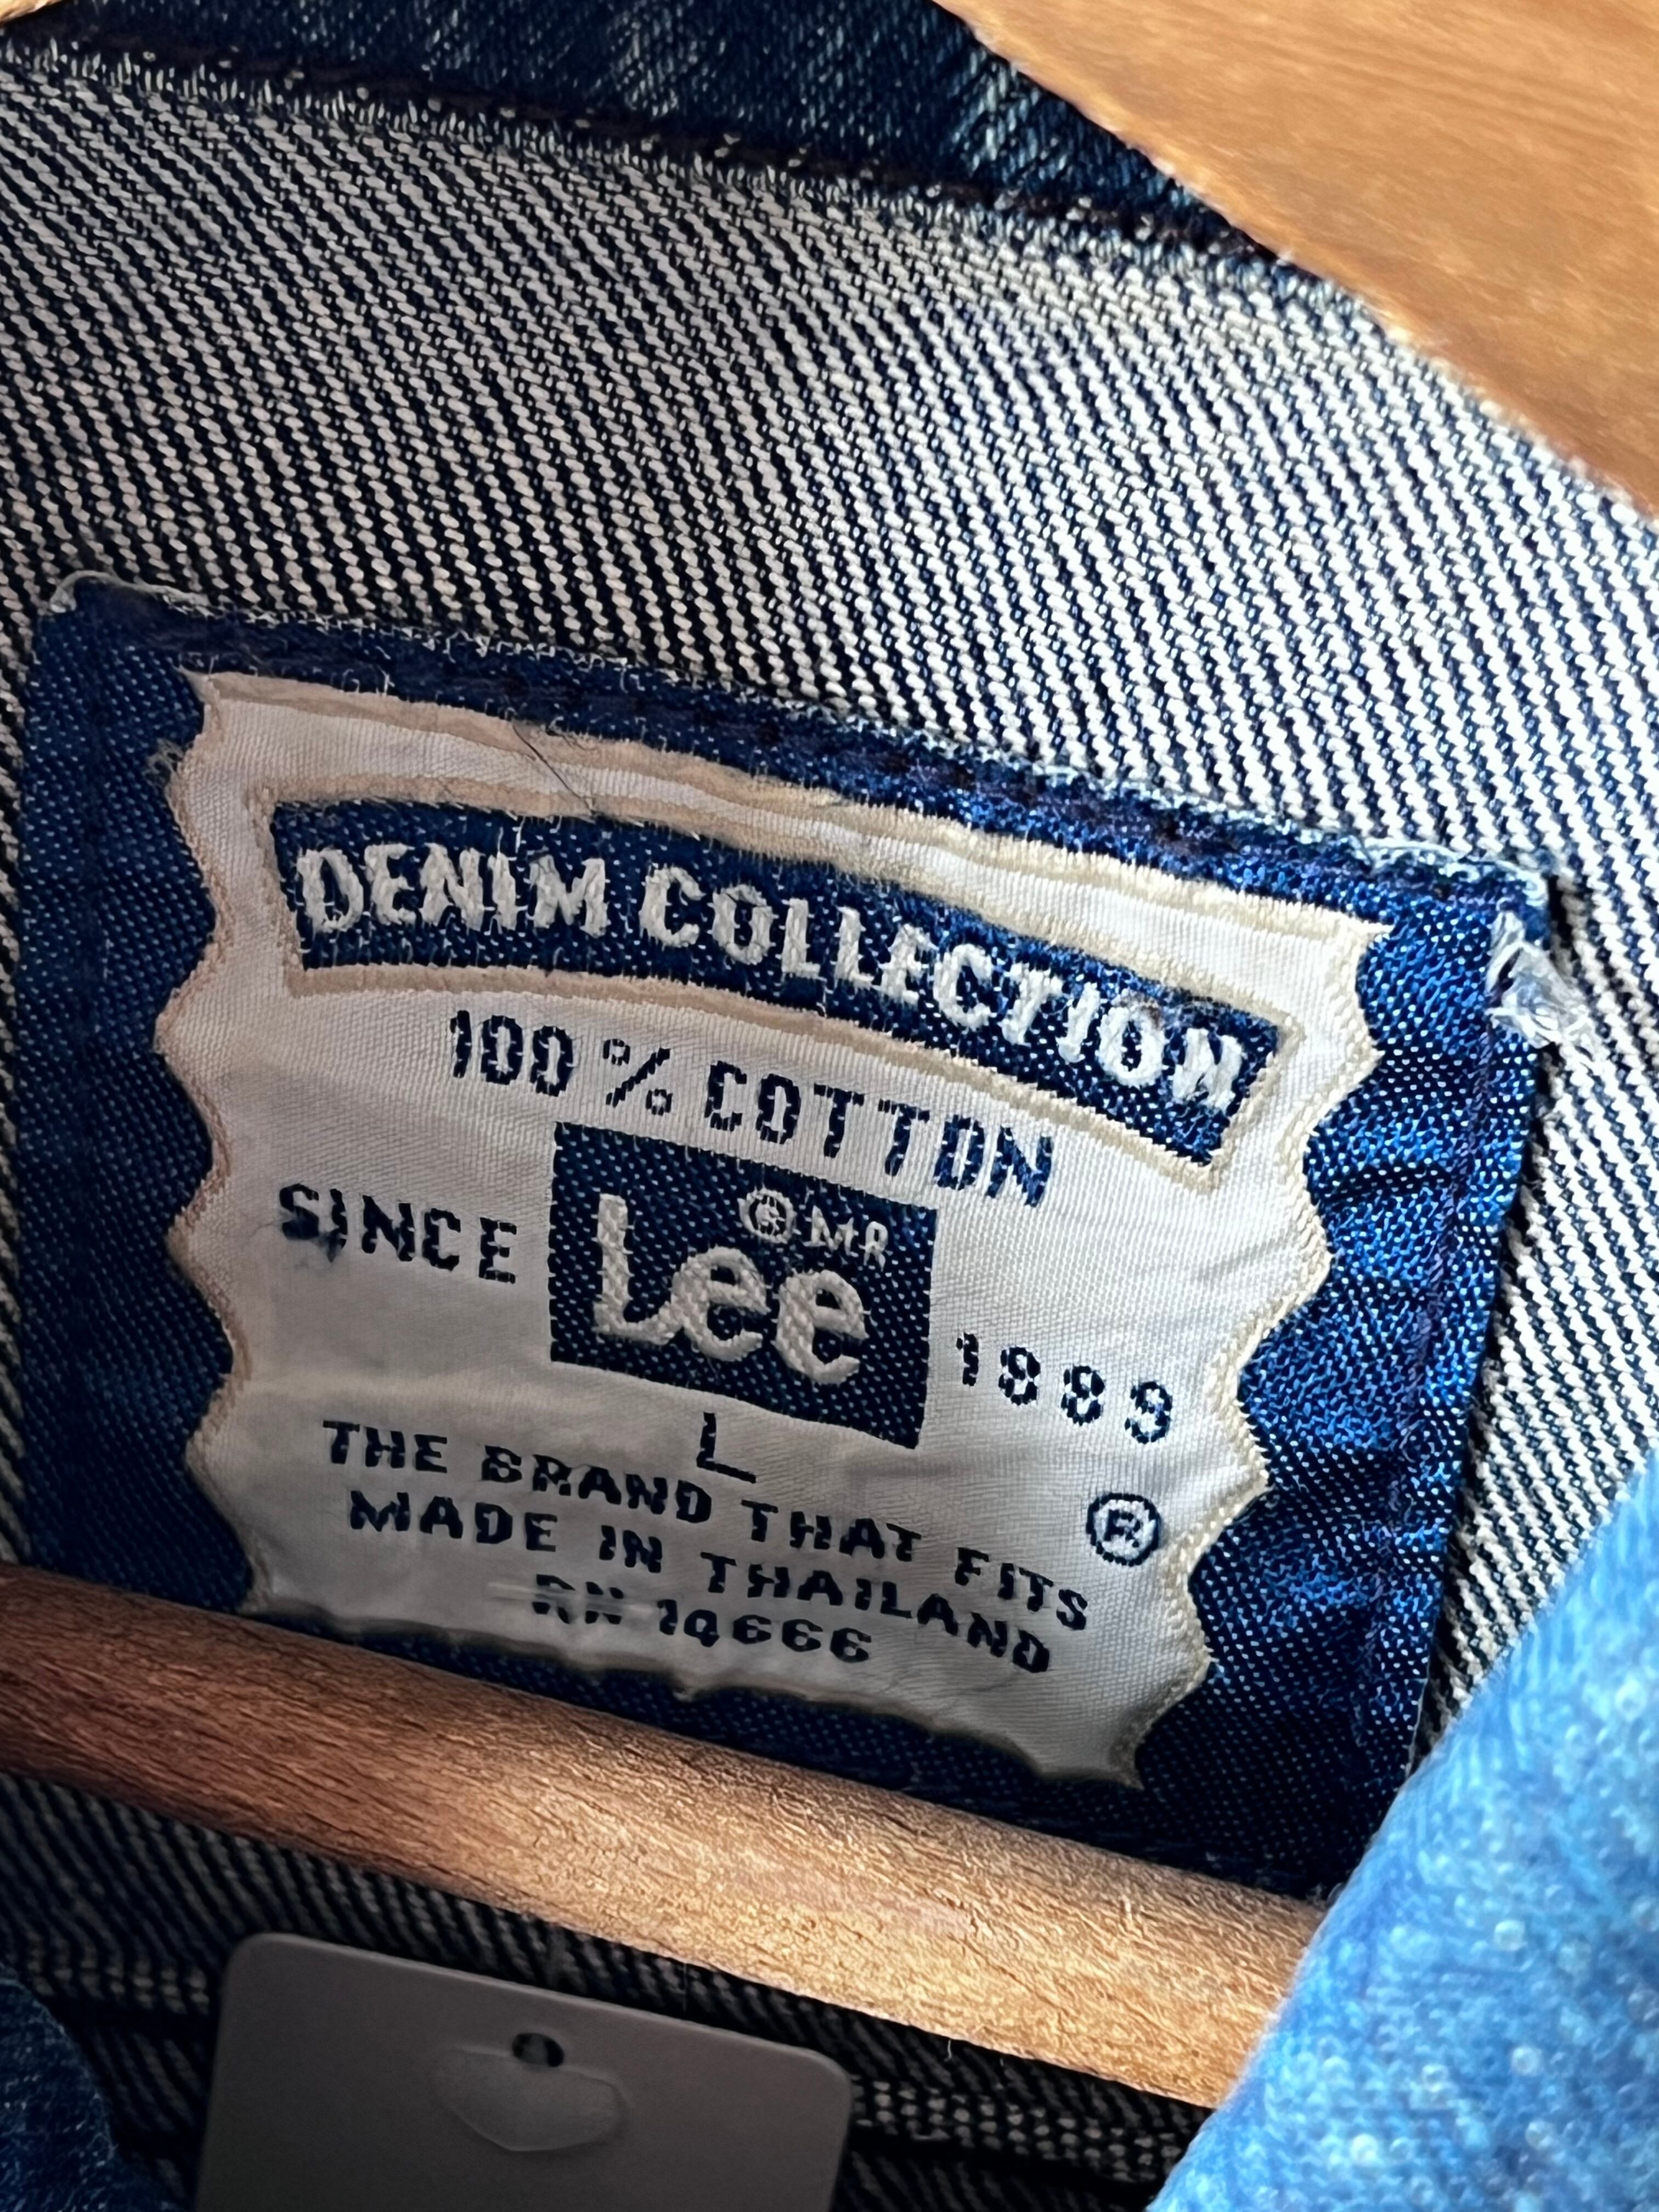 DENIM COLLECTION
100 % COTTON
SINCE Lee ®MR 1889
L
THE BRAND THAT FITS ®
MADE IN THAILAND
RN 14666